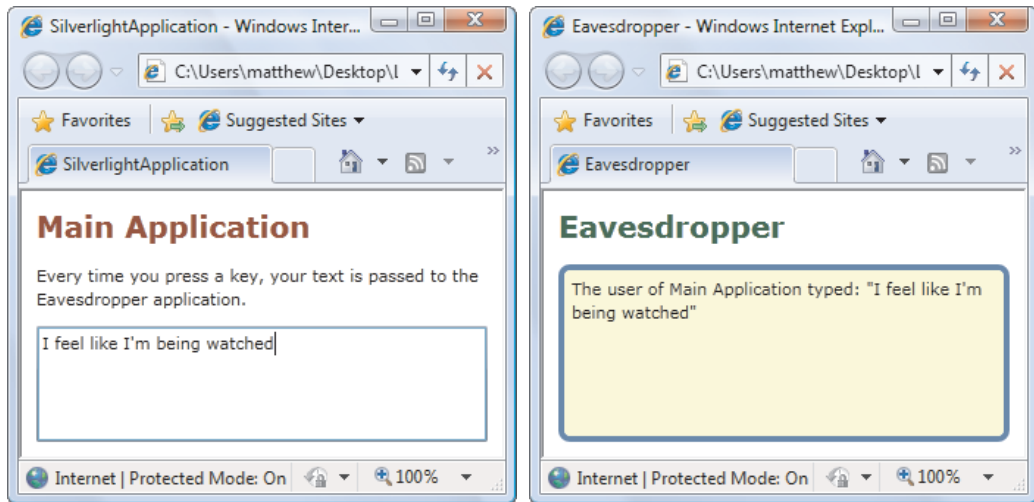 SilverlightApplication - Windows Inter...
C:\Users\matthew\Desktop\l
Favorites
Suggested Sites
SilverlightApplication
Main Application
Every time you press a key, your text is passed to the
Eavesdropper application.
I feel like I'm being watched
Internet | Protected Mode: On
100%
Eavesdropper - Windows Internet Expl...
C:\Users\matthew\Desktop\l
Favorites
Suggested Sites
Eavesdropper
Eavesdropper
The user of Main Application typed: "I feel like I'm
being watched"
Internet | Protected Mode: On
100%